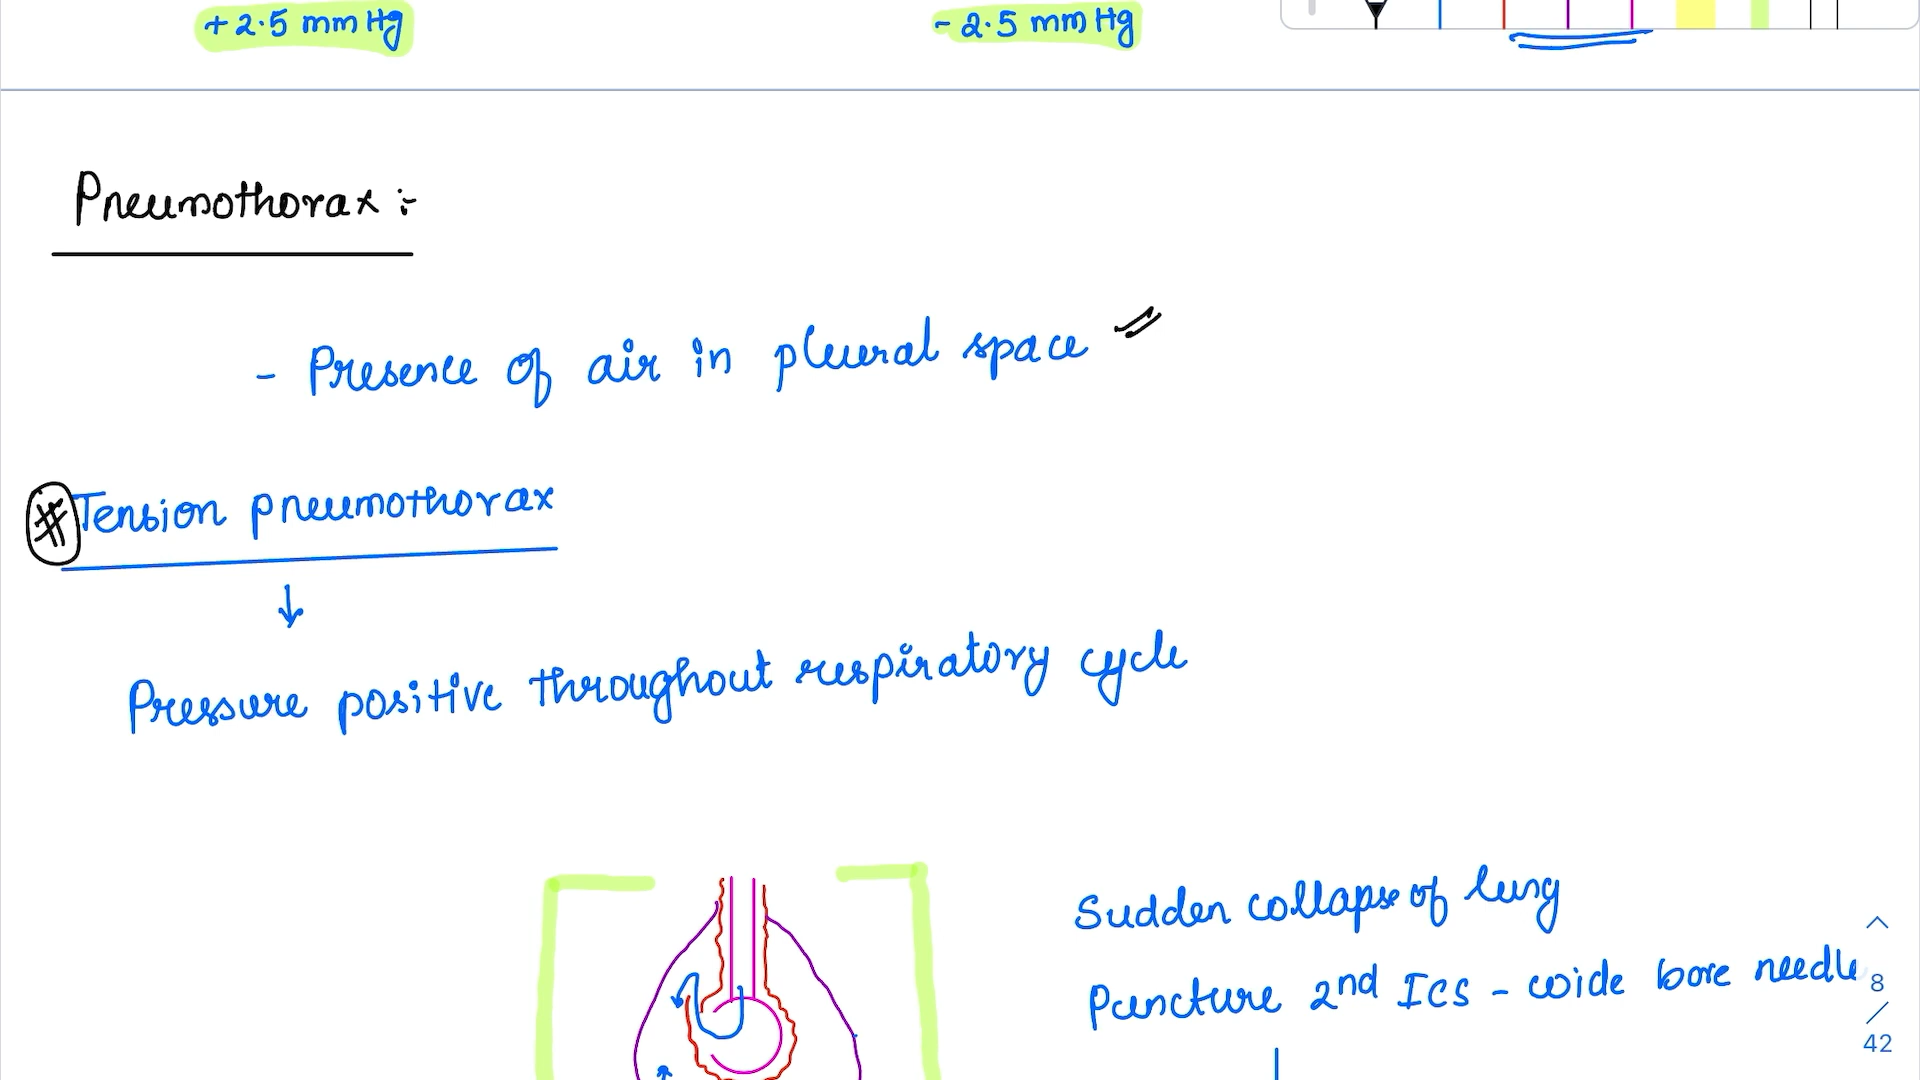 +2.5 mmHg
-2.5 mmHg
Pneumothorax :-
- Presence of air in pleural space
# Tension pneumothorax
↓
Pressure positive throughout respiratory cycle
Sudden collapse of lung
Puncture 2nd ICS - wide bore needle
8
/
42